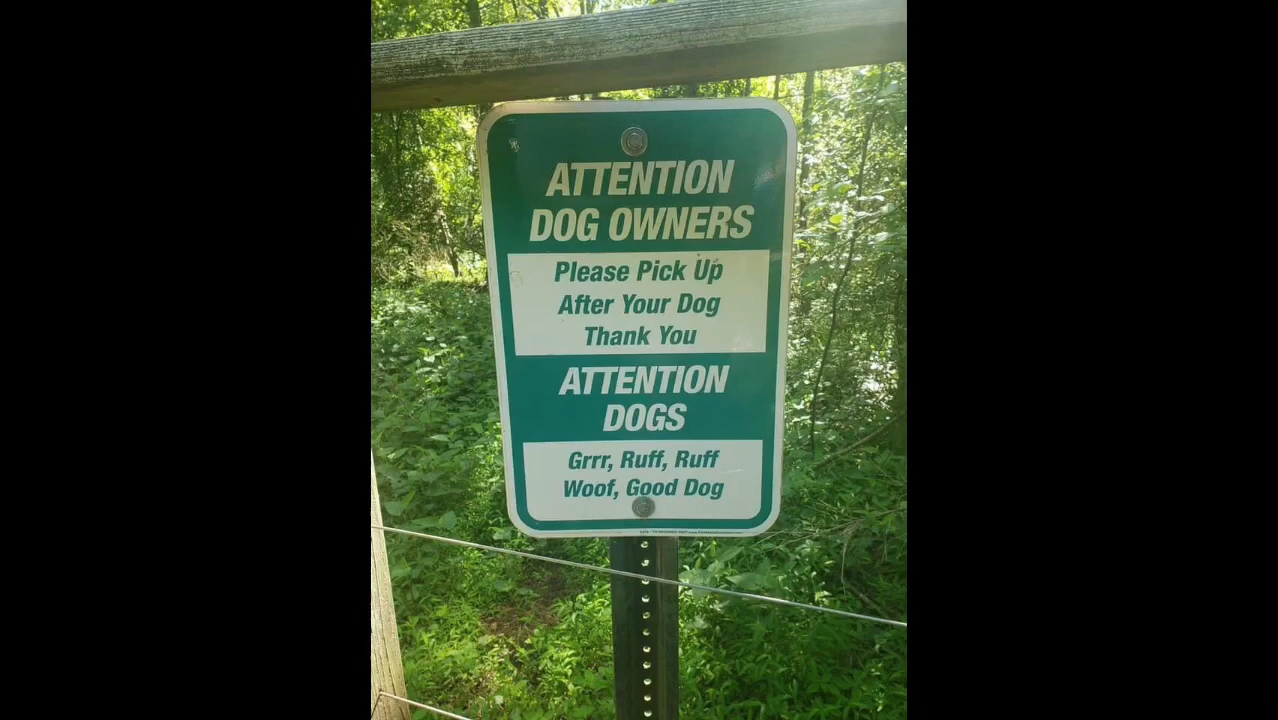 ATTENTION
DOG OWNERS
Please Pick Up
After Your Dog
Thank You
ATTENTION
DOGS
Grrr, Ruff, Ruff
Woof, Good Dog